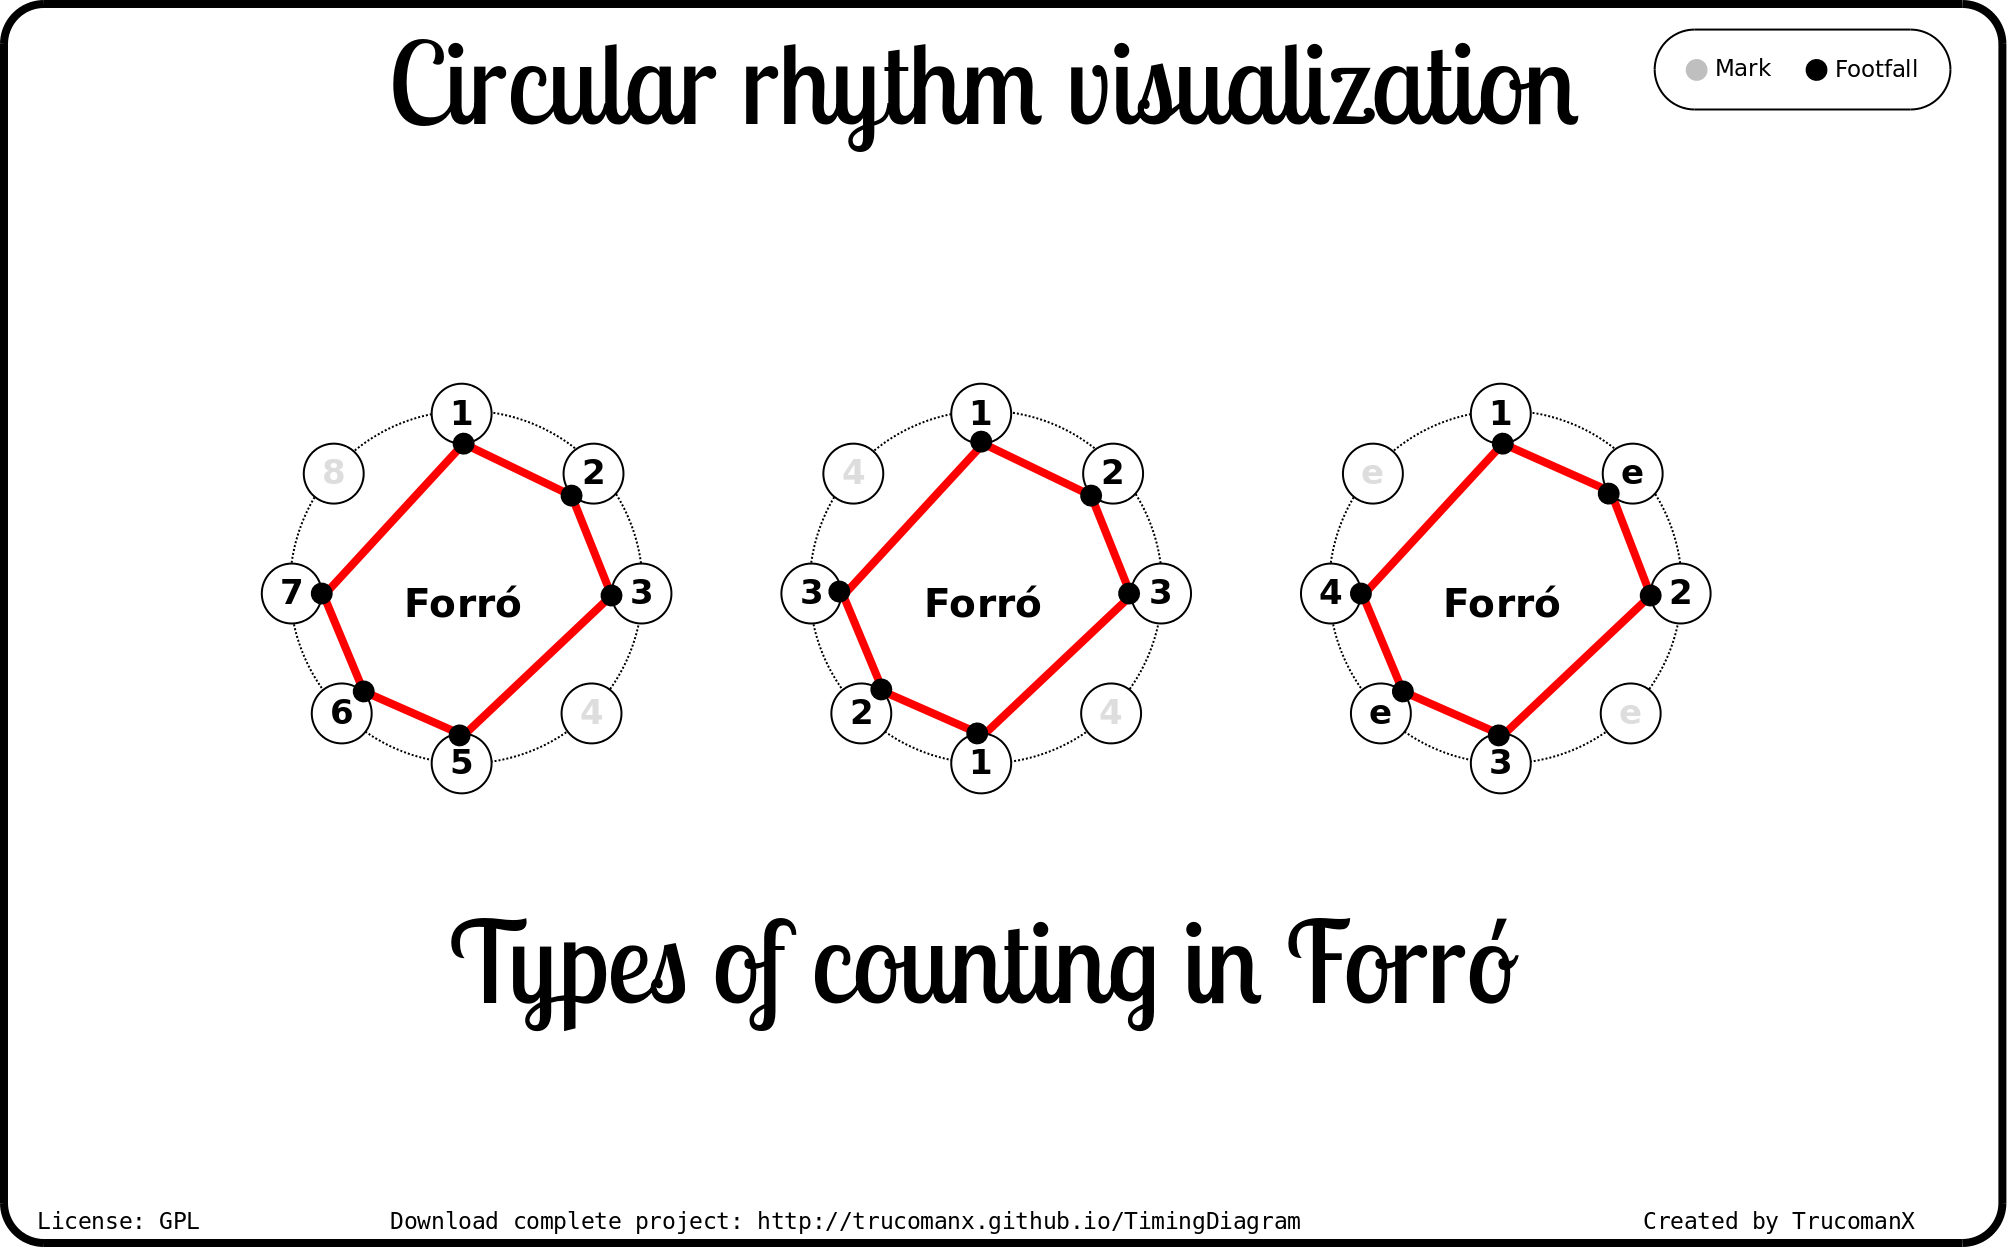 Circular rhythm visualization
Mark Footfall
1
8 2
7 Forró 3
6 4
5
1
4 2
3 Forró 3
2 4
1
1
e e
4 Forró 2
e e
3
Types of counting in Forró
License: GPL
Download complete project: http://trucomanx.github.io/TimingDiagram
Created by TrucomanX